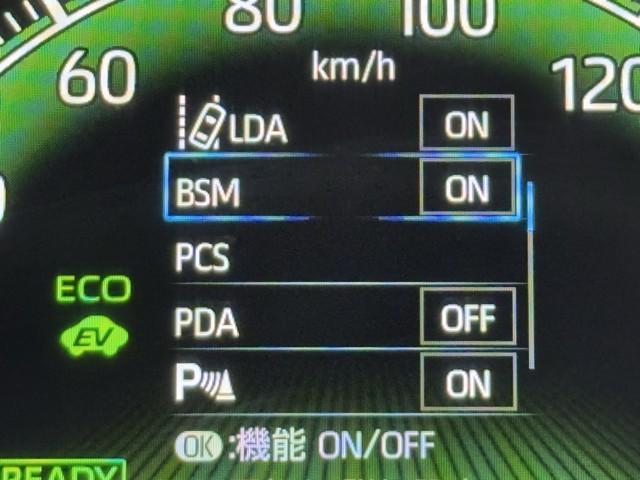 80 100
60 km/h 120
LDA ON
BSM ON
PCS
ECO
PDA OFF
EV
P ON
OK :機能 ON/OFF
READY